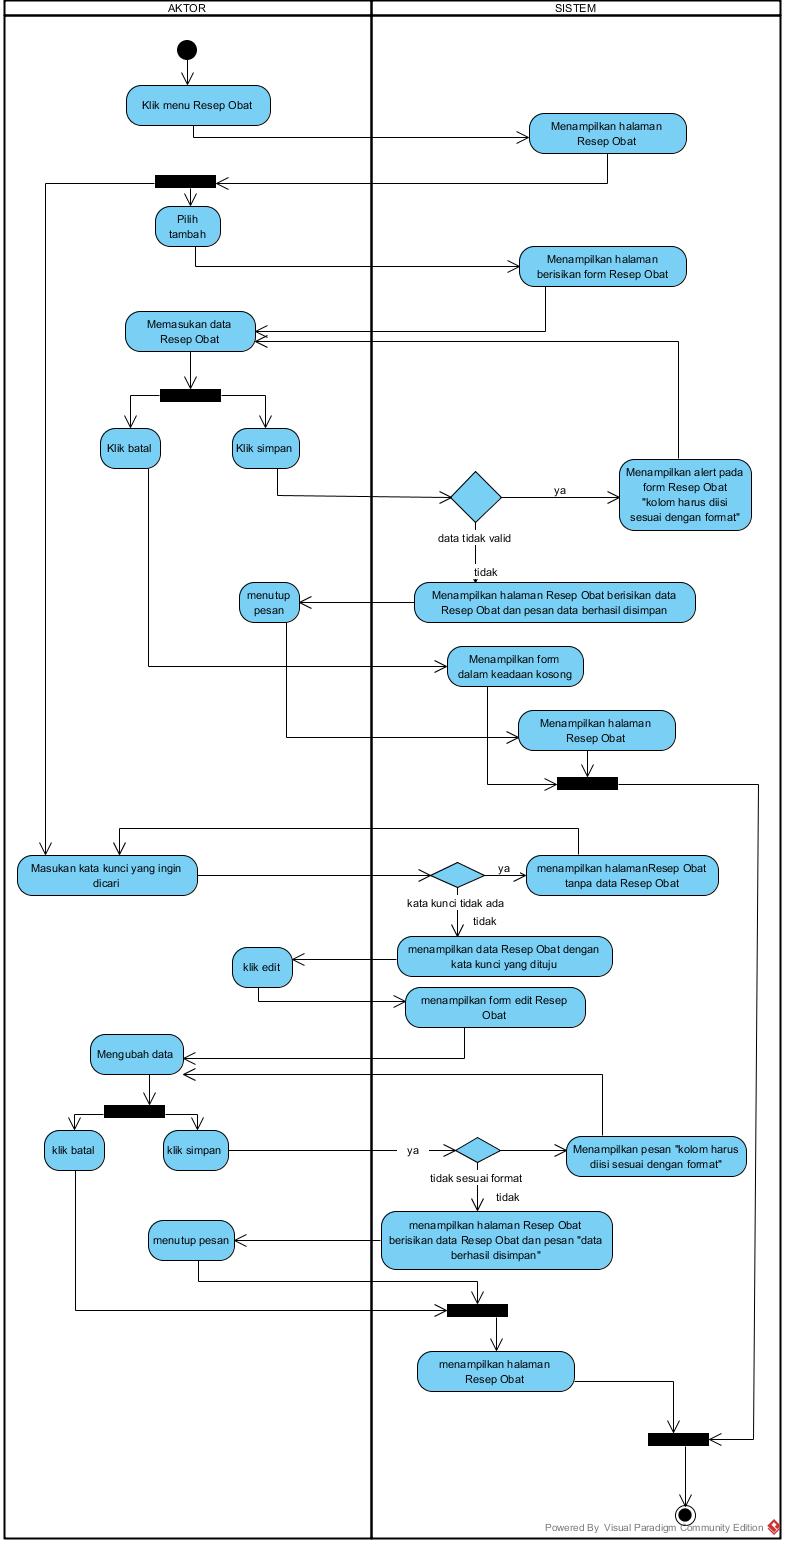 AKTOR
SISTEM
Klik menu Resep Obat
Menampilkan halaman
Resep Obat
Pilih
tambah
Menampilkan halaman
berisikan form Resep Obat
Memasukan data
Resep Obat
Klik batal
Klik simpan
ya
Menampilkan alert pada
form Resep Obat
"kolom harus diisi
sesuai dengan format"
data tidak valid
tidak
menutup
pesan
Menampilkan halaman Resep Obat berisikan data
Resep Obat dan pesan data berhasil disimpan
Menampilkan form
dalam keadaan kosong
Menampilkan halaman
Resep Obat
Masukan kata kunci yang ingin
dicari
ya
menampilkan halamanResep Obat
tanpa data Resep Obat
kata kunci tidak ada
tidak
menampilkan data Resep Obat dengan
kata kunci yang dituju
klik edit
menampilkan form edit Resep
Obat
Mengubah data
klik batal
klik simpan
ya
Menampilkan pesan "kolom harus
diisi sesuai dengan format"
tidak sesuai format
tidak
menampilkan halaman Resep Obat
berisikan data Resep Obat dan pesan "data
berhasil disimpan"
menutup pesan
menampilkan halaman
Resep Obat
Powered By Visual Paradigm Community Edition